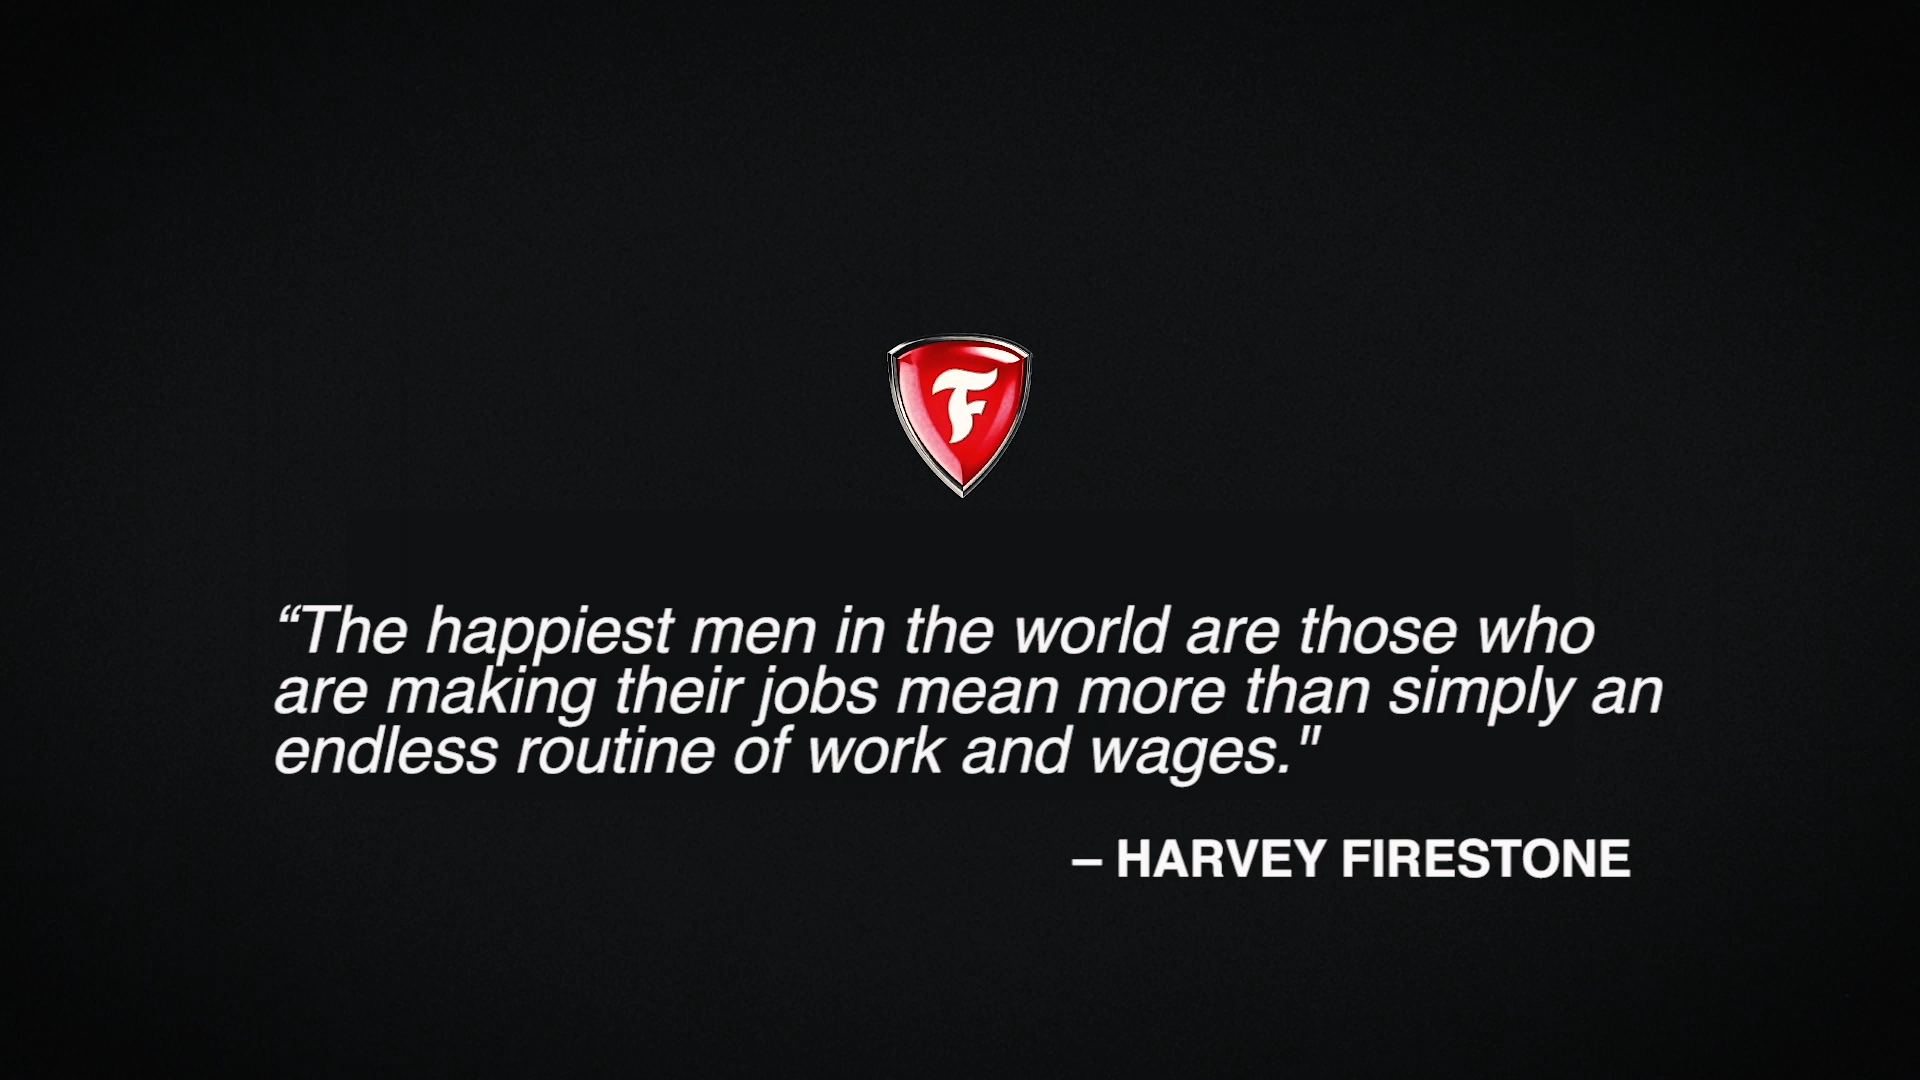 F
“The happiest men in the world are those who
are making their jobs mean more than simply an
endless routine of work and wages."
– HARVEY FIRESTONE